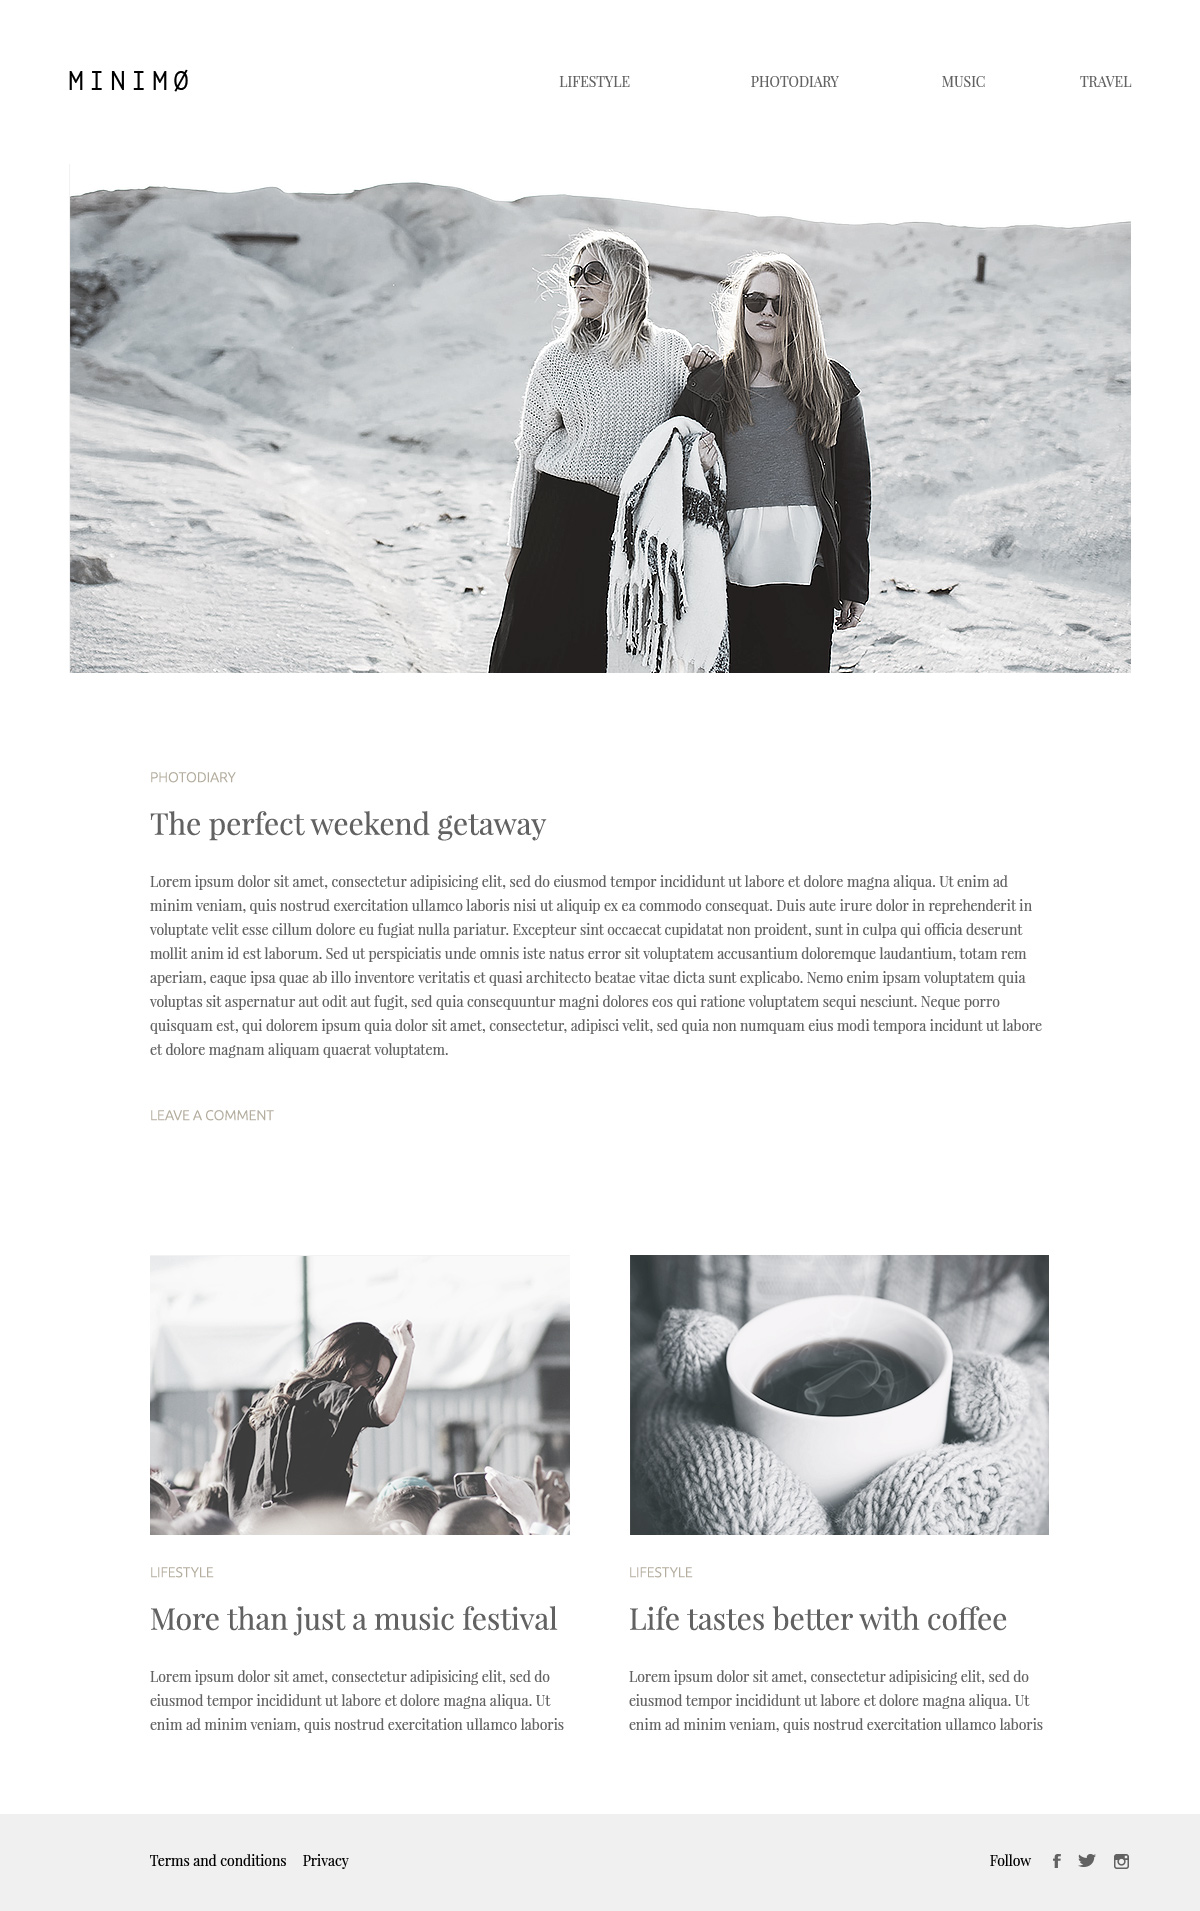 MINIMØ
LIFESTYLE PHOTODIARY MUSIC TRAVEL
PHOTODIARY
The perfect weekend getaway
Lorem ipsum dolor sit amet, consectetur adipisicing elit, sed do eiusmod tempor incididunt ut labore et dolore magna aliqua. Ut enim ad
minim veniam, quis nostrud exercitation ullamco laboris nisi ut aliquip ex ea commodo consequat. Duis aute irure dolor in reprehenderit in
voluptate velit esse cillum dolore eu fugiat nulla pariatur. Excepteur sint occaecat cupidatat non proident, sunt in culpa qui officia deserunt
mollit anim id est laborum. Sed ut perspiciatis unde omnis iste natus error sit voluptatem accusantium doloremque laudantium, totam rem
aperiam, eaque ipsa quae ab illo inventore veritatis et quasi architecto beatae vitae dicta sunt explicabo. Nemo enim ipsam voluptatem quia
voluptas sit aspernatur aut odit aut fugit, sed quia consequuntur magni dolores eos qui ratione voluptatem sequi nesciunt. Neque porro
quisquam est, qui dolorem ipsum quia dolor sit amet, consectetur, adipisci velit, sed quia non numquam eius modi tempora incidunt ut labore
et dolore magnam aliquam quaerat voluptatem.
LEAVE A COMMENT
LIFESTYLE
More than just a music festival
Lorem ipsum dolor sit amet, consectetur adipisicing elit, sed do
eiusmod tempor incididunt ut labore et dolore magna aliqua. Ut
enim ad minim veniam, quis nostrud exercitation ullamco laboris
LIFESTYLE
Life tastes better with coffee
Lorem ipsum dolor sit amet, consectetur adipisicing elit, sed do
eiusmod tempor incididunt ut labore et dolore magna aliqua. Ut
enim ad minim veniam, quis nostrud exercitation ullamco laboris
Terms and conditions Privacy
Follow